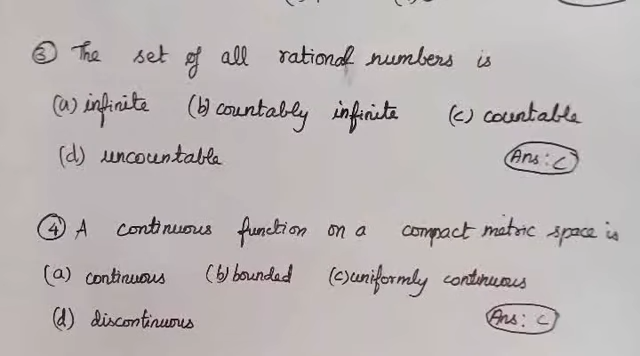 ③ The set of all rational numbers is
(a) infinite (b) countably infinite (c) countable
(d) uncountable Ans: C
④ A continuous function on a compact metric space is
(a) continuous (b) bounded (c) uniformly continuous
(d) discontinuous Ans: C